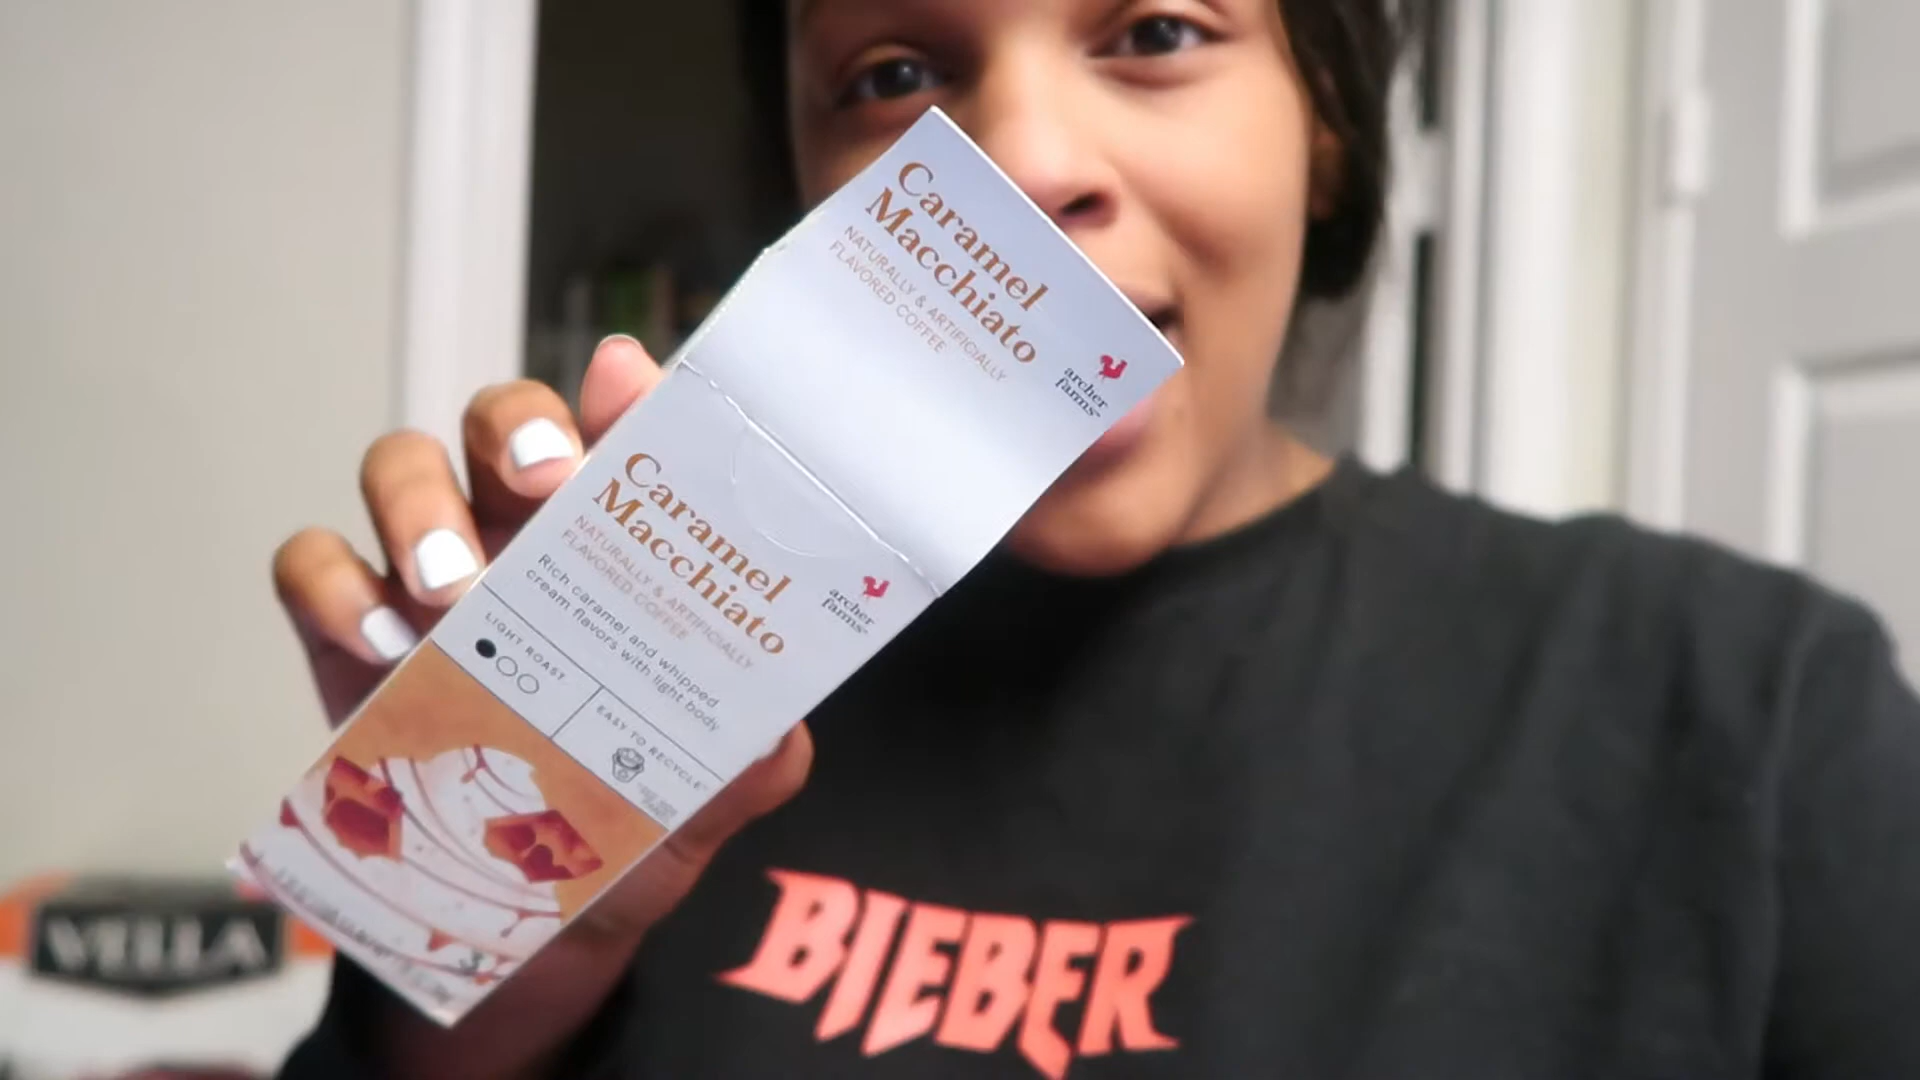 Caramel
Macchiato
NATURALLY & ARTIFICIALLY
FLAVORED COFFEE
archer
farms
Caramel
Macchiato
NATURALLY & ARTIFICIALLY
FLAVORED COFFEE
archer
farms
Rich caramel and whipped
cream flavors with light body
LIGHT ROAST
EASY TO RECYCLE
VELLA
BIEBER